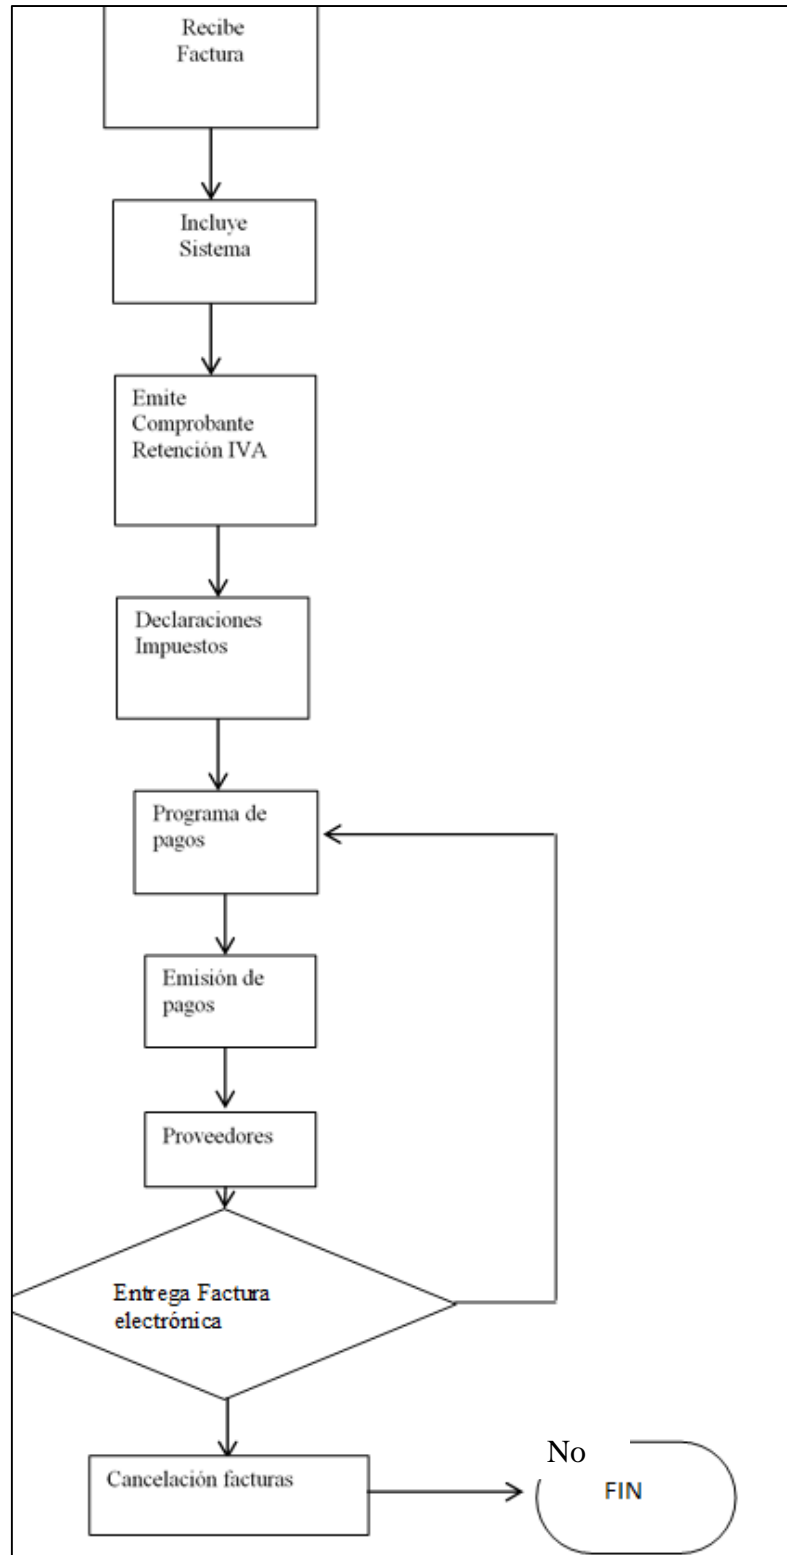 Recibe
Factura
Incluye
Sistema
Emite
Comprobante
Retención IVA
Declaraciones
Impuestos
Programa de
pagos
Emisión de
pagos
Proveedores
Entrega Factura
electrónica
Cancelación facturas
No
FIN